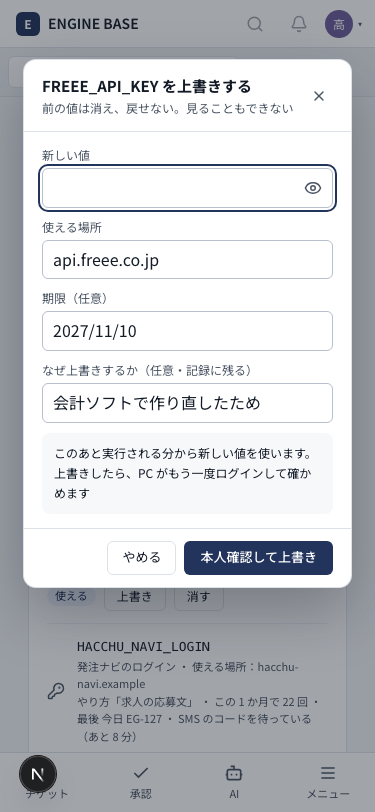 E ENGINE BASE 高
FREEE_API_KEY を上書きする
前の値は消え、戻せない。見ることもできない
新しい値
使える場所
api.freee.co.jp
期限（任意）
2027/11/10
なぜ上書きするか（任意・記録に残る）
会計ソフトで作り直したため
このあと実行される分から新しい値を使います。
上書きしたら、PC がもう一度ログインして確か
めます
やめる 本人確認して上書き
使える 上書き 消す
HACCHU_NAVI_LOGIN
発注ナビのログイン ・ 使える場所：hacchu-
navi.example
やり方「求人の応募文」 ・ この 1 か月で 22 回 ・
最後 今日 EG-127 ・ SMS のコードを待っている
（あと 8 分）
N
チケット 承認 AI メニュー